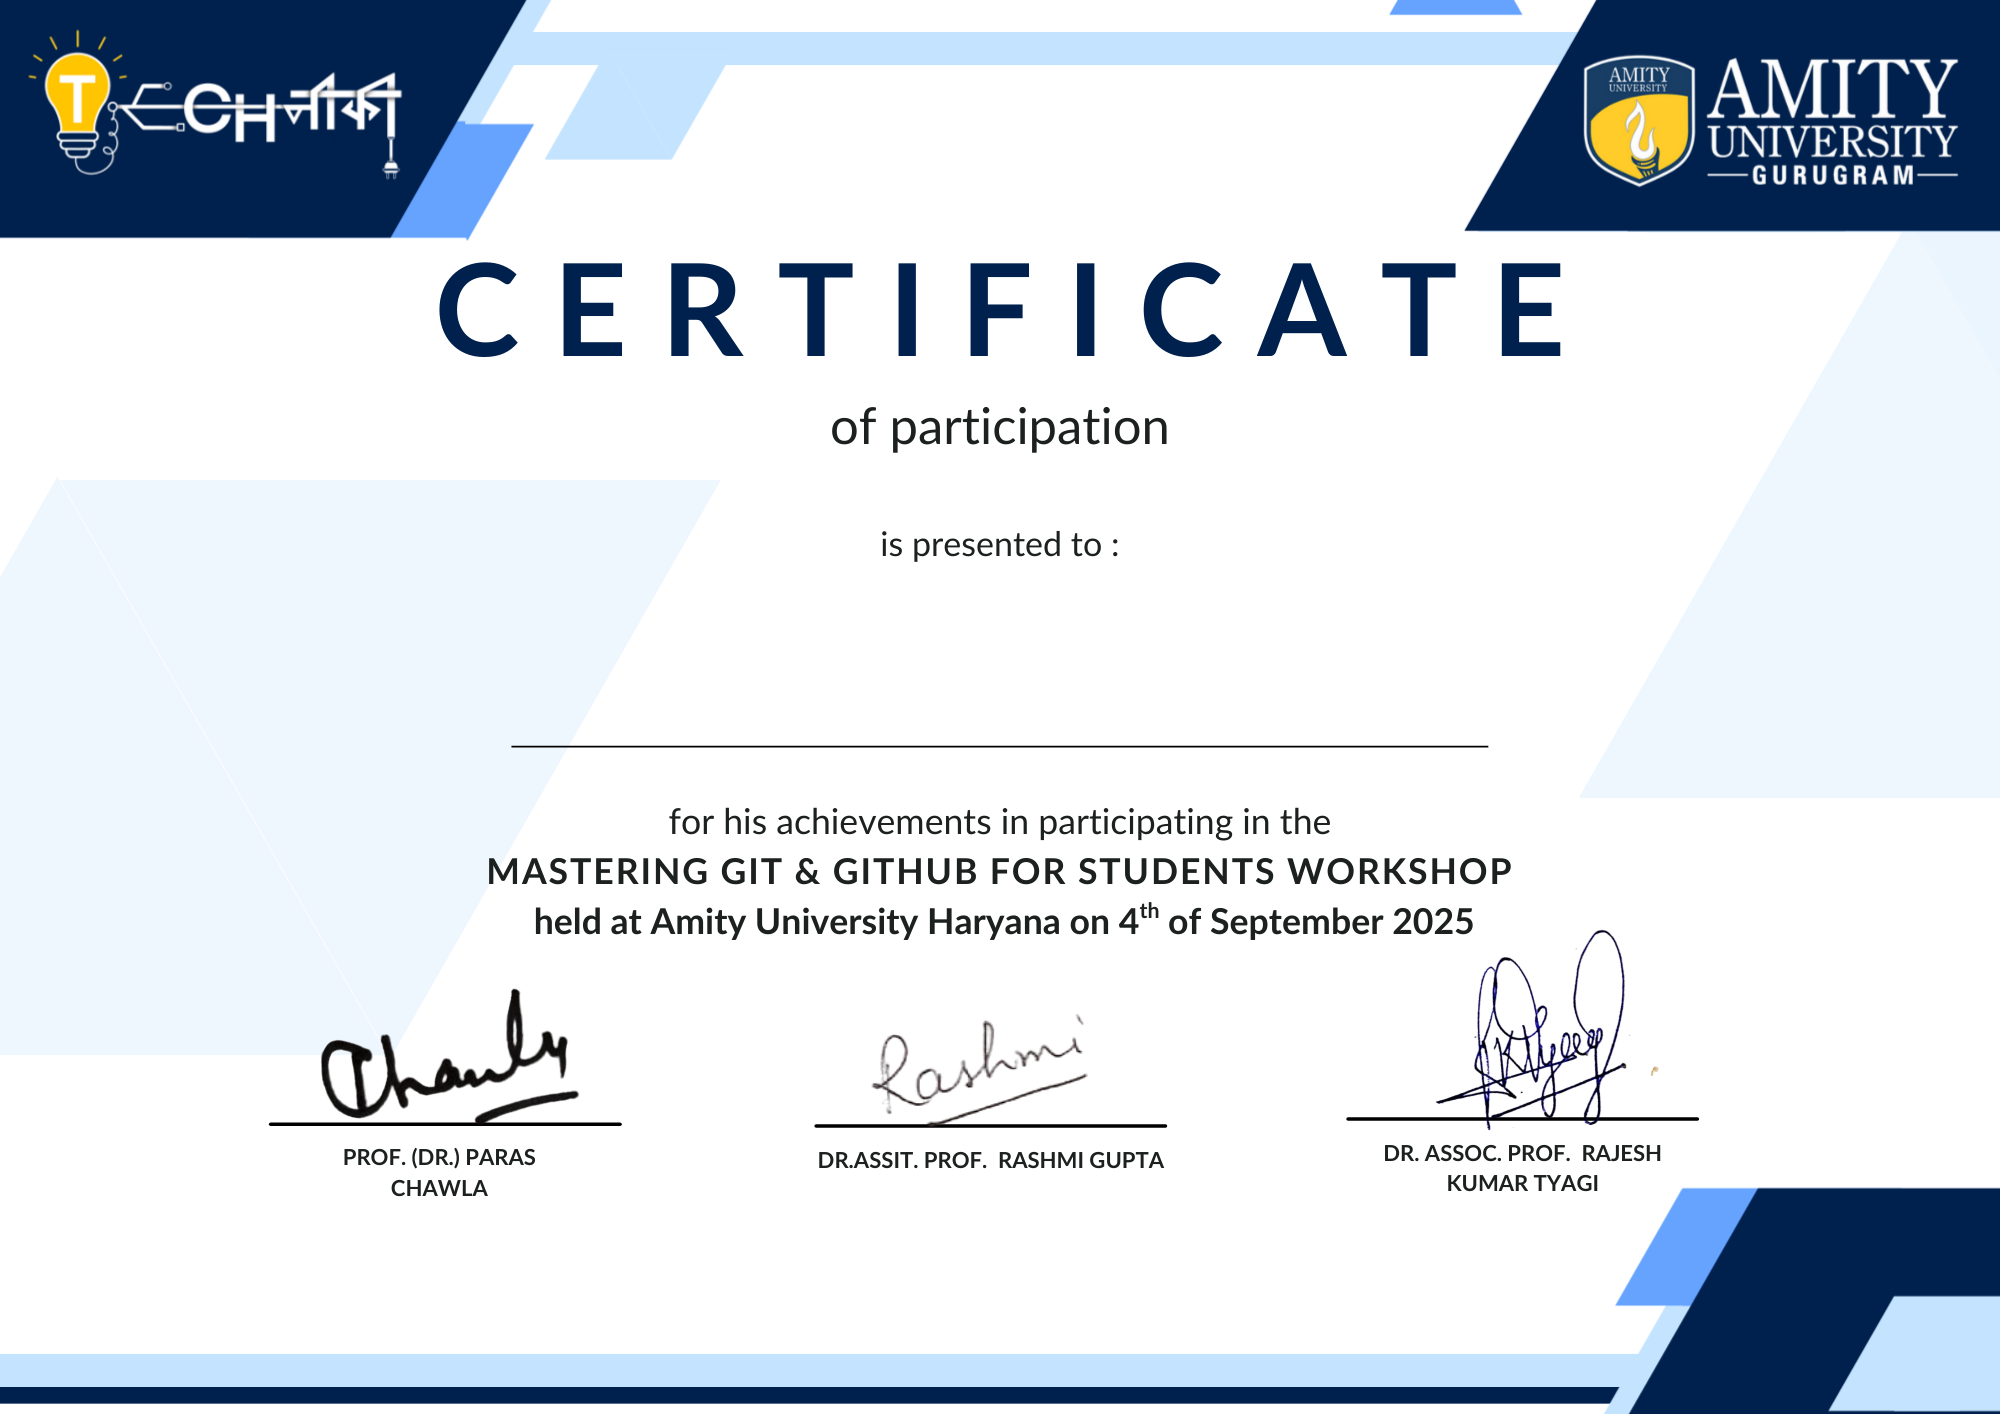 TECHनीकी
AMITY
UNIVERSITY
AMITY
UNIVERSITY
GURUGRAM
CERTIFICATE
of participation
is presented to :
for his achievements in participating in the
MASTERING GIT & GITHUB FOR STUDENTS WORKSHOP
held at Amity University Haryana on 4th of September 2025
Chawla
Rashmi
RKTyagi
PROF. (DR.) PARAS
CHAWLA
DR.ASSIT. PROF. RASHMI GUPTA
DR. ASSOC. PROF. RAJESH
KUMAR TYAGI